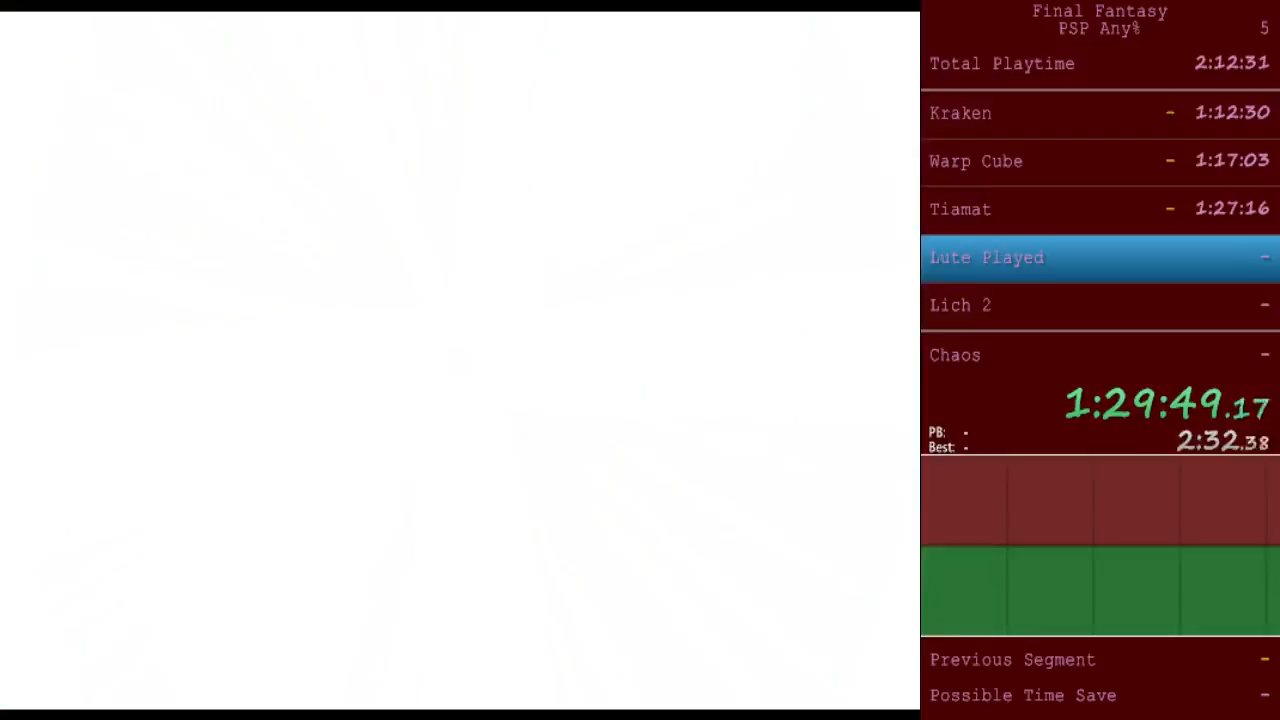 Final Fantasy
PSP Any% 5
Total Playtime 2:12:31
Kraken - 1:12:30
Warp Cube - 1:17:03
Tiamat - 1:27:16
Lute Played -
Lich 2 -
Chaos -
1:29:49.17
PB: -
2:32.38
Best: -
Previous Segment -
Possible Time Save -